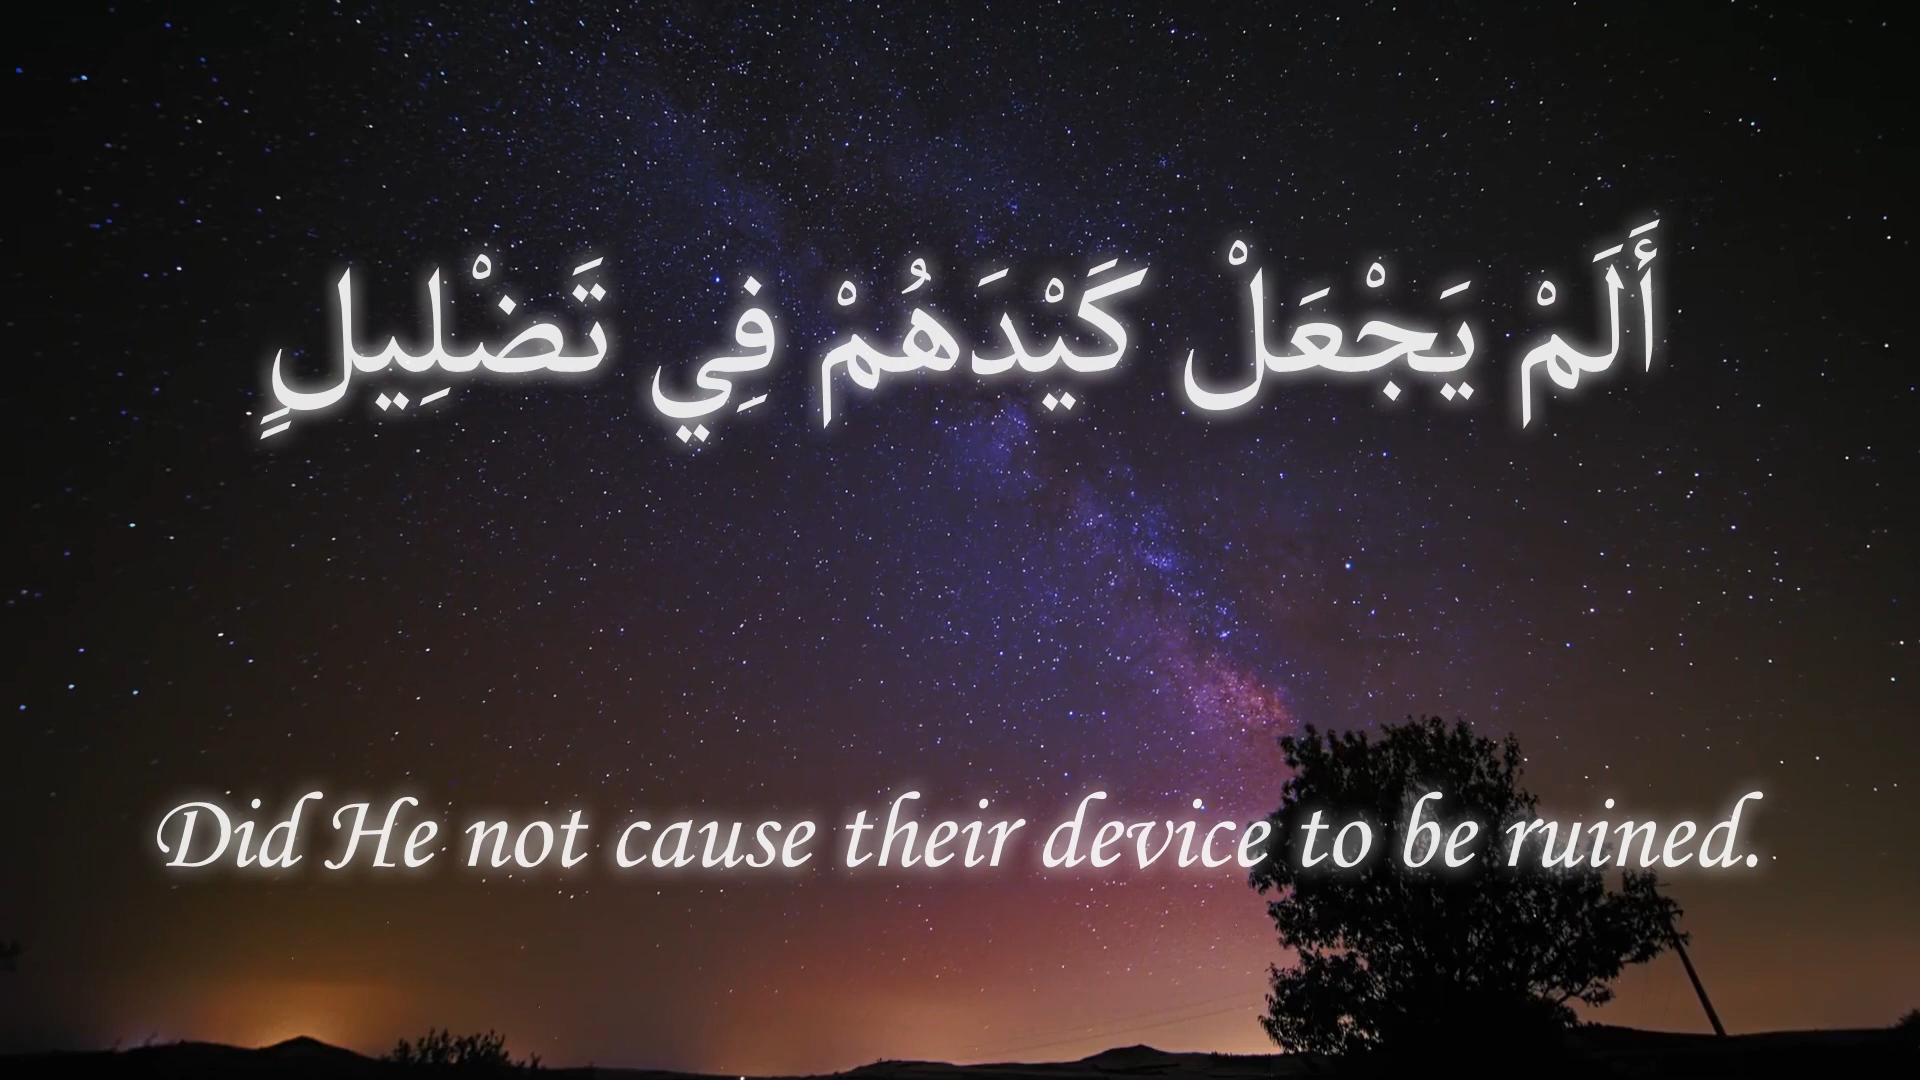 أَلَمْ يَجْعَلْ كَيْدَهُمْ فِي تَضْلِيلٍ
Did He not cause their device to be ruined.